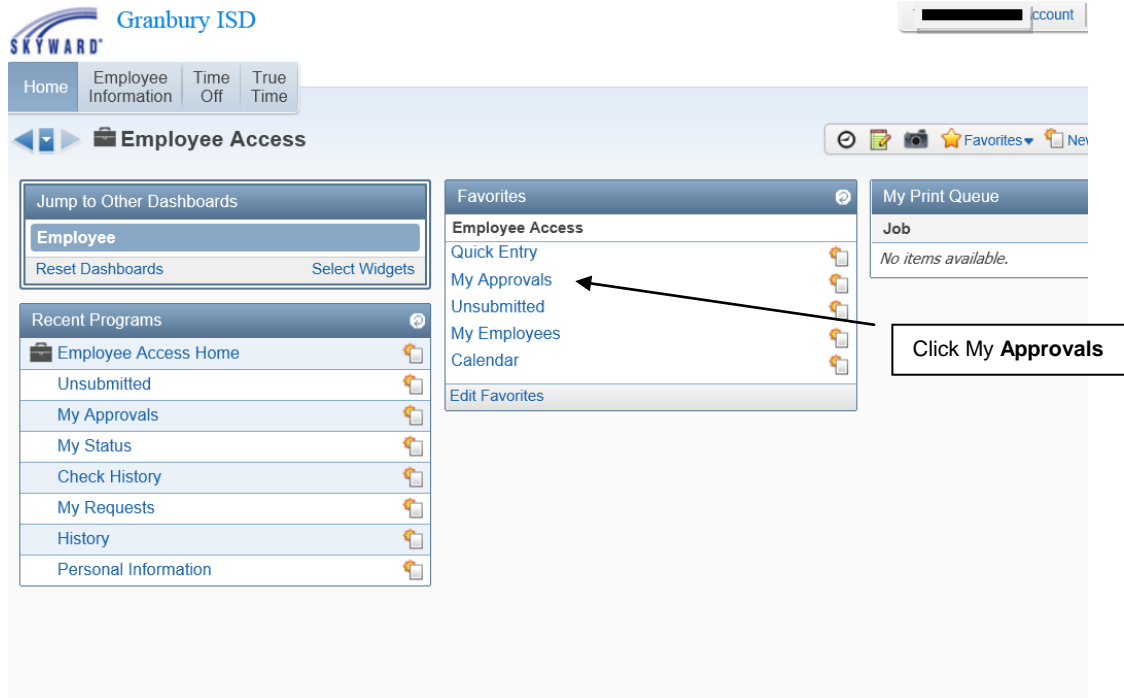 Granbury ISD
SKYWARD
ccount
Home
Employee Information
Time Off
True Time
Employee Access
Favorites
Jump to Other Dashboards
Employee
Reset Dashboards
Select Widgets
Recent Programs
Employee Access Home
Unsubmitted
My Approvals
My Status
Check History
My Requests
History
Personal Information
Favorites
Employee Access
Quick Entry
My Approvals
Unsubmitted
My Employees
Calendar
Edit Favorites
My Print Queue
Job
No items available.
Click My Approvals